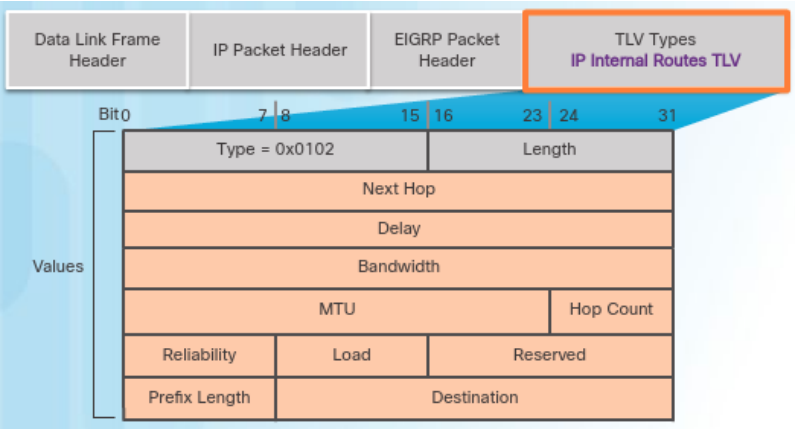 Data Link Frame
Header
IP Packet Header
EIGRP Packet
Header
TLV Types
IP Internal Routes TLV
Bit0 7 8 15 16 23 24 31
Type = 0x0102 Length
Next Hop
Delay
Values Bandwidth
MTU Hop Count
Reliability Load Reserved
Prefix Length Destination